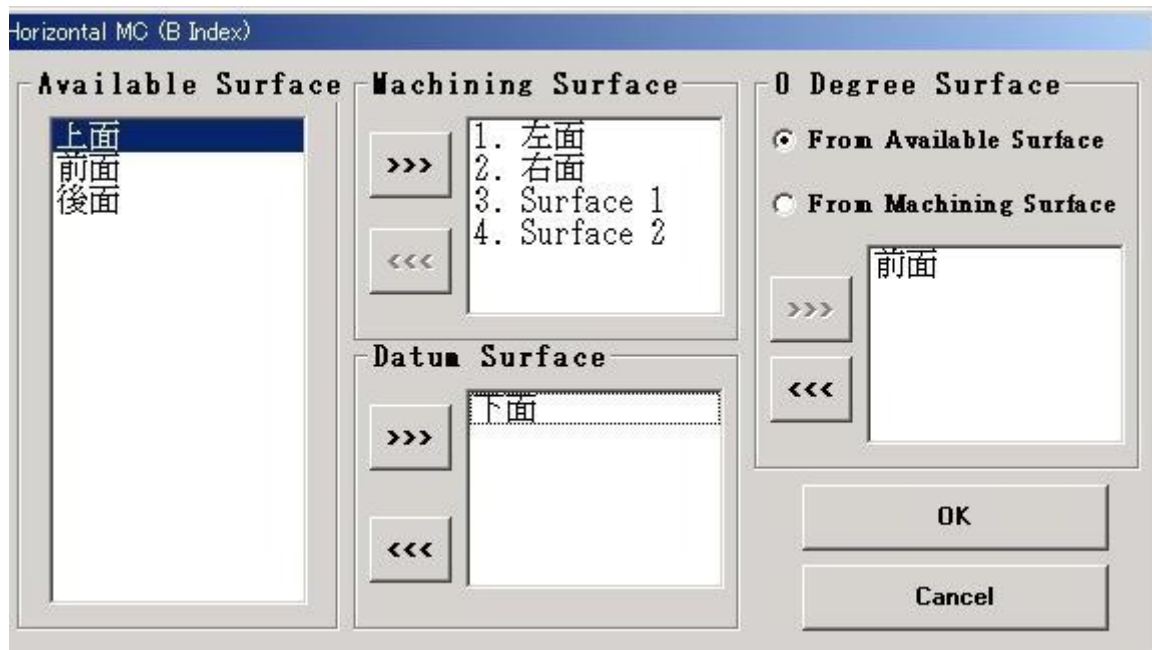 Horizontal MC (B Index)
Available Surface
上面
前面
後面
Machining Surface
>>>
<<<
1. 左面
2. 右面
3. Surface 1
4. Surface 2
Datum Surface
>>>
<<<
下面
0 Degree Surface
From Available Surface
From Machining Surface
>>>
<<<
前面
OK
Cancel